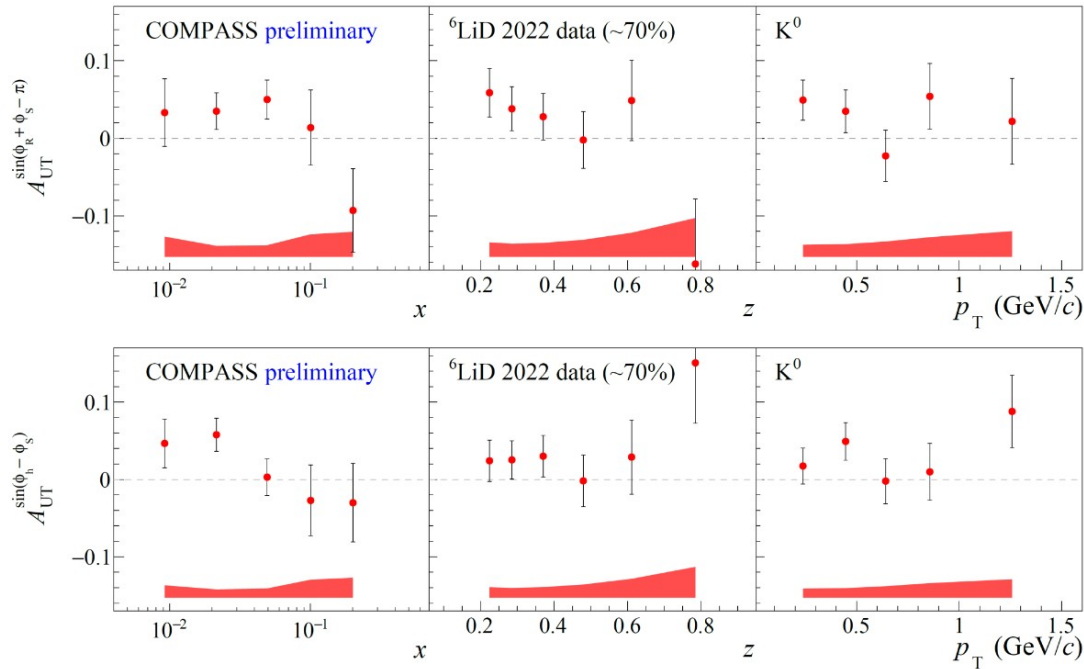 COMPASS preliminary
⁶LiD 2022 data (~70%)
K⁰
A_UT^sin(ϕ_R + ϕ_S − π)
0.1
0
−0.1
10⁻² 10⁻¹
x
0.2 0.4 0.6 0.8
z
0.5 1 1.5
p_T (GeV/c)
COMPASS preliminary
⁶LiD 2022 data (~70%)
K⁰
A_UT^sin(ϕ_h − ϕ_S)
0.1
0
−0.1
10⁻² 10⁻¹
x
0.2 0.4 0.6 0.8
z
0.5 1 1.5
p_T (GeV/c)